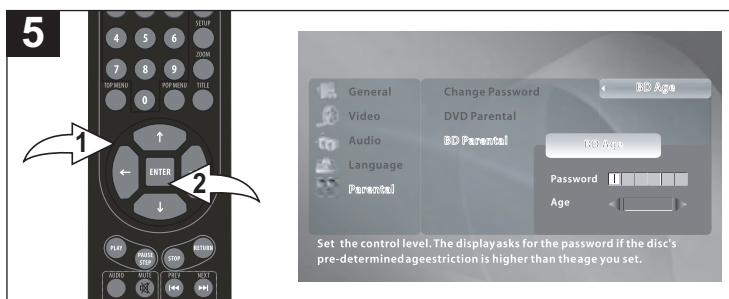 5
SETUP
4 5 6
ZOOM
7 8 9
TOP MENU POP MENU TITLE
0
1
ENTER
2
PLAY PAUSE STEP STOP RETURN
AUDIO MUTE PREV NEXT
General Change Password BD Age
Video DVD Parental
Audio BD Parental BD Age
Language
Parental
Password
Age
Set the control level. The display asks for the password if the disc's
pre-determined ageestriction is higher than the age you set.